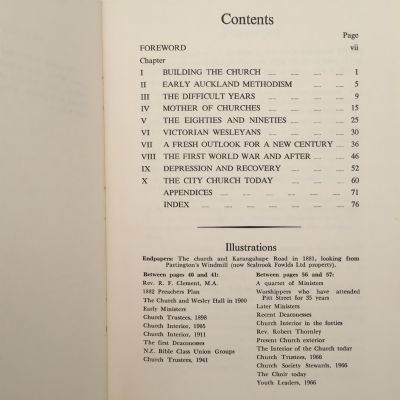 Contents
Page
FOREWORD vii
Chapter
I BUILDING THE CHURCH .... .... .... .... 1
II EARLY AUCKLAND METHODISM .... .... 5
III THE DIFFICULT YEARS .... .... .... .... 9
IV MOTHER OF CHURCHES .... .... .... .... 15
V THE EIGHTIES AND NINETIES .... .... .... 25
VI VICTORIAN WESLEYANS .... .... .... .... 30
VII A FRESH OUTLOOK FOR A NEW CENTURY .... 36
VIII THE FIRST WORLD WAR AND AFTER .... .... 46
IX DEPRESSION AND RECOVERY .... .... .... 52
X THE CITY CHURCH TODAY .... .... .... 60
APPENDICES .... .... .... .... 71
INDEX .... .... .... .... 76
Illustrations
Endpapers: The church and Karangahape Road in 1881, looking from
Partington's Windmill (now Seabrook Fowlds Ltd property).
Between pages 40 and 41:
Rev. R. F. Clement, M.A.
1882 Preachers Plan
The Church and Wesley Hall in 1900
Early Ministers
Church Trustees, 1898
Church Interior, 1905
Church Interior, 1911
The first Deaconesses
N.Z. Bible Class Union Groups
Church Trustees, 1941
Between pages 56 and 57:
A quartet of Ministers
Worshippers who have attended
Pitt Street for 35 years
Later Ministers
Recent Deaconesses
Church Interior in the forties
Rev. Robert Thornley
Present Church exterior
The Interior of the Church today
Church Trustees, 1966
Church Society Stewards, 1966
The Choir today
Youth Leaders, 1966